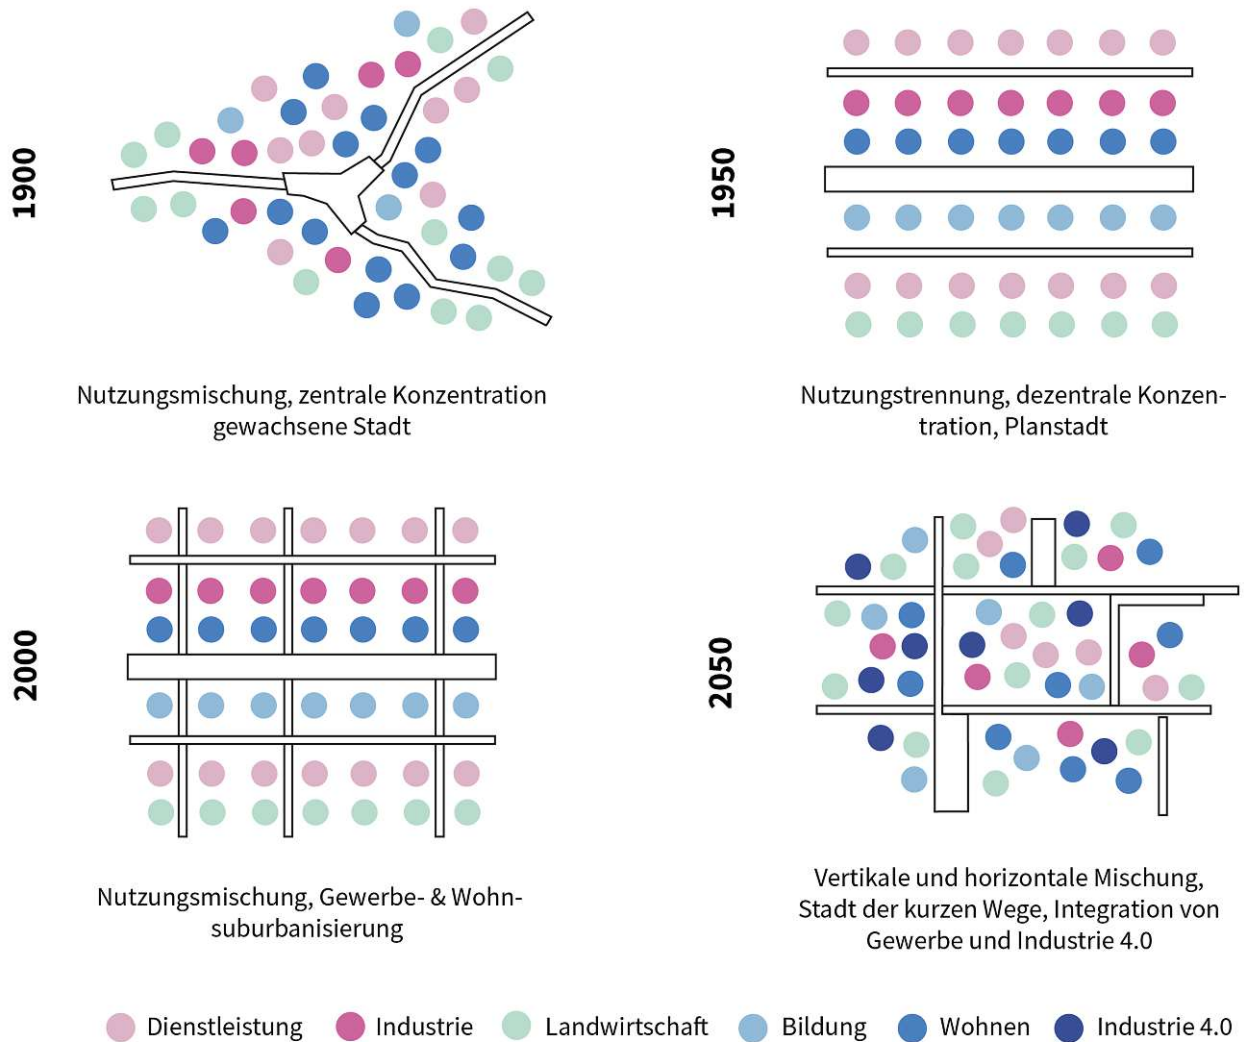 1900
Nutzungsmischung, zentrale Konzentration
gewachsene Stadt
1950
Nutzungstrennung, dezentrale Konzen-
tration, Planstadt
2000
Nutzungsmischung, Gewerbe- & Wohn-
suburbanisierung
2050
Vertikale und horizontale Mischung,
Stadt der kurzen Wege, Integration von
Gewerbe und Industrie 4.0
Dienstleistung Industrie Landwirtschaft Bildung Wohnen Industrie 4.0